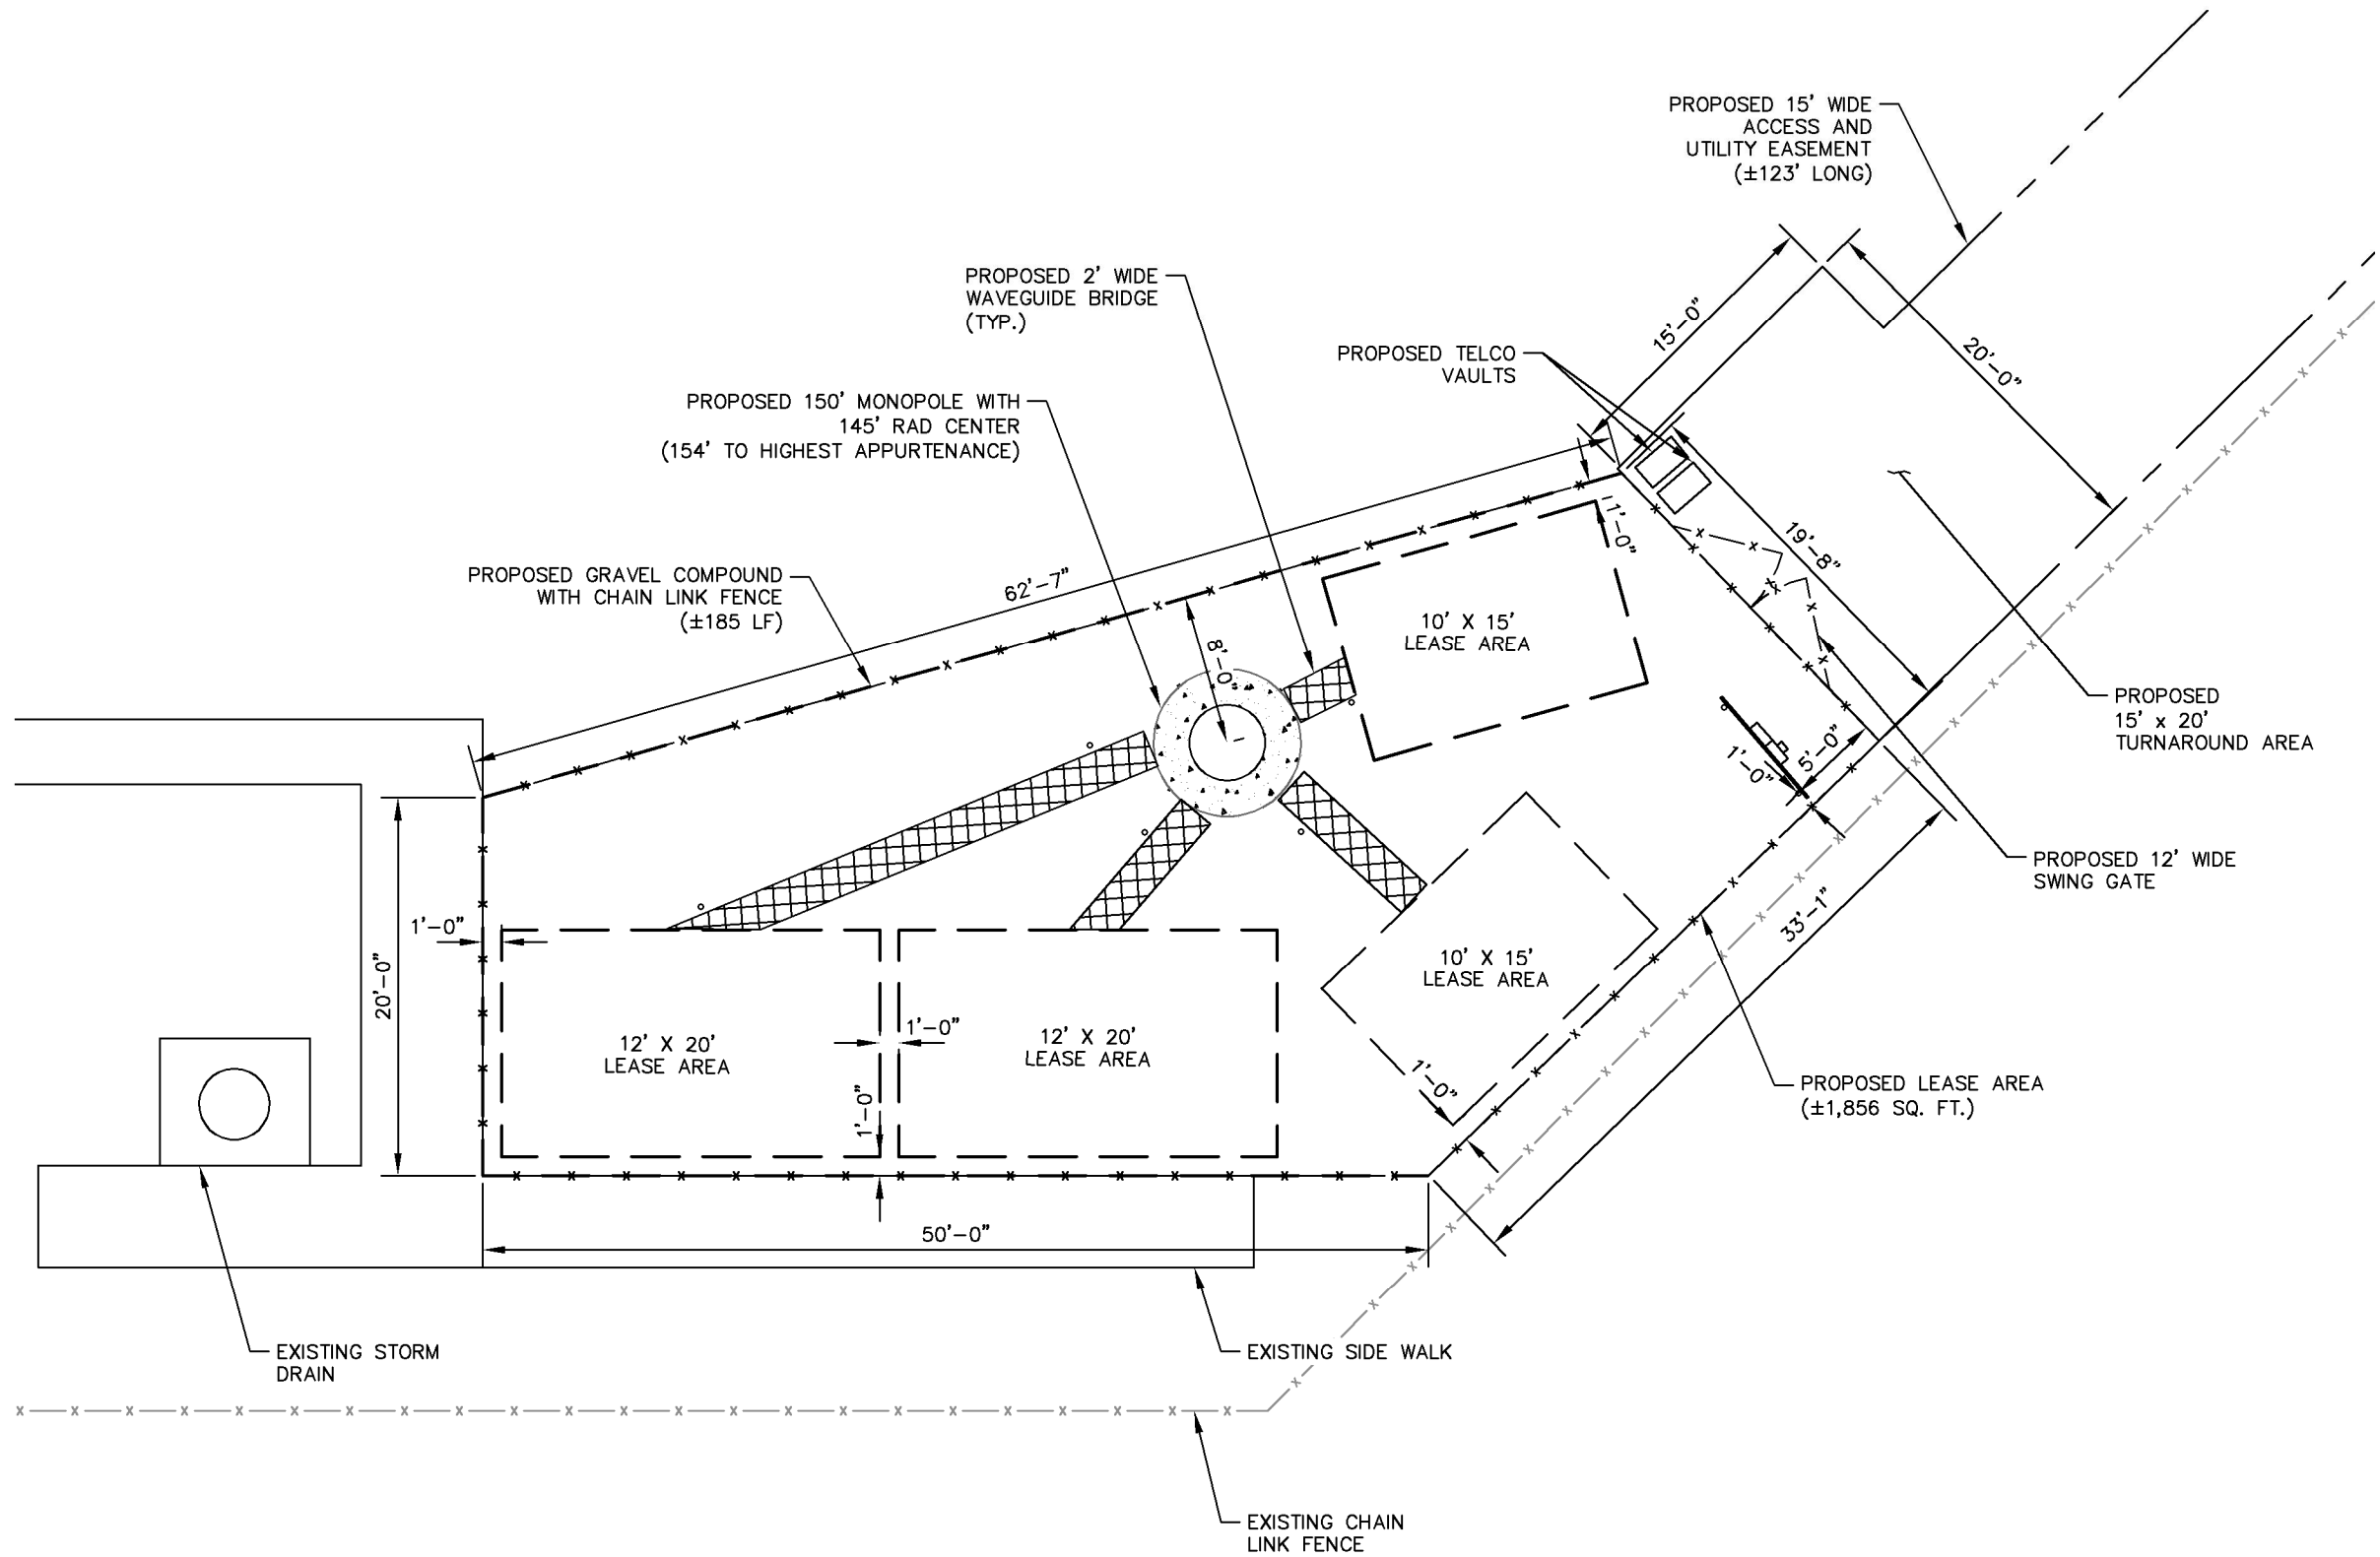 PROPOSED 15' WIDE
ACCESS AND
UTILITY EASEMENT
(±123' LONG)
PROPOSED 2' WIDE
WAVEGUIDE BRIDGE
(TYP.)
15'-0"
20'-0"
PROPOSED TELCO
VAULTS
PROPOSED 150' MONOPOLE WITH
145' RAD CENTER
(154' TO HIGHEST APPURTENANCE)
1'-0"
19'-8"
PROPOSED GRAVEL COMPOUND
WITH CHAIN LINK FENCE
(±185 LF)
62'-7"
10' X 15'
LEASE AREA
8'-0"
PROPOSED
15' x 20'
TURNAROUND AREA
5'-0"
1'-0"
PROPOSED 12' WIDE
SWING GATE
33'-1"
1'-0"
20'-0"
10' X 15'
LEASE AREA
12' X 20'
LEASE AREA
1'-0"
12' X 20'
LEASE AREA
1'-0"
1'-0"
PROPOSED LEASE AREA
(±1,856 SQ. FT.)
50'-0"
EXISTING STORM
DRAIN
EXISTING SIDE WALK
EXISTING CHAIN
LINK FENCE